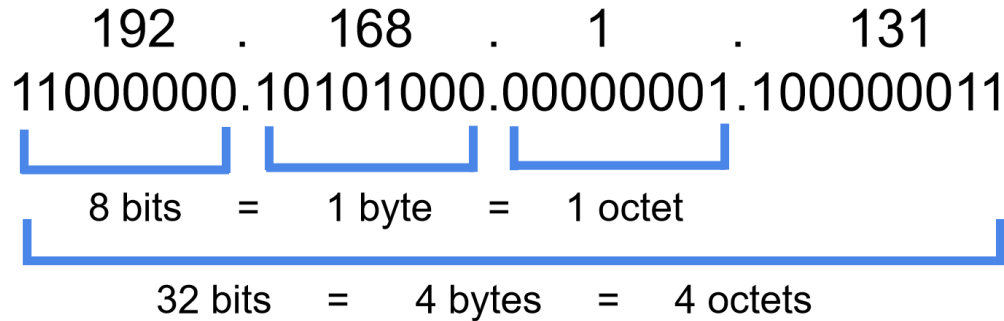 192 . 168 . 1 . 131
11000000.10101000.00000001.100000011
8 bits = 1 byte = 1 octet
32 bits = 4 bytes = 4 octets